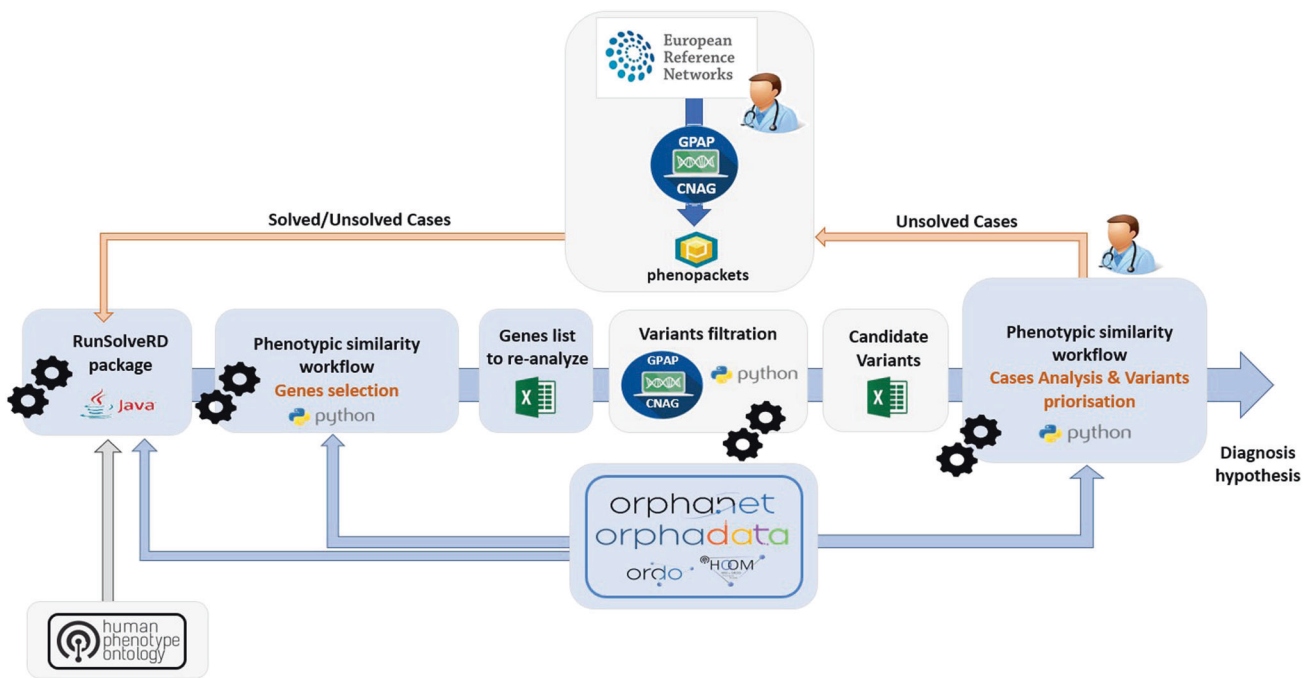 European
Reference
Networks
GPAP
CNAG
phenopackets
Solved/Unsolved Cases
Unsolved Cases
RunSolveRD
package
Java
Phenotypic similarity
workflow
Genes selection
python
Genes list
to re-analyze
Variants filtration
GPAP
CNAG
python
Candidate
Variants
Phenotypic similarity
workflow
Cases Analysis & Variants
priorisation
python
Diagnosis
hypothesis
orphanet
orphadata
ordo
HOOM
human
phenotype
ontology